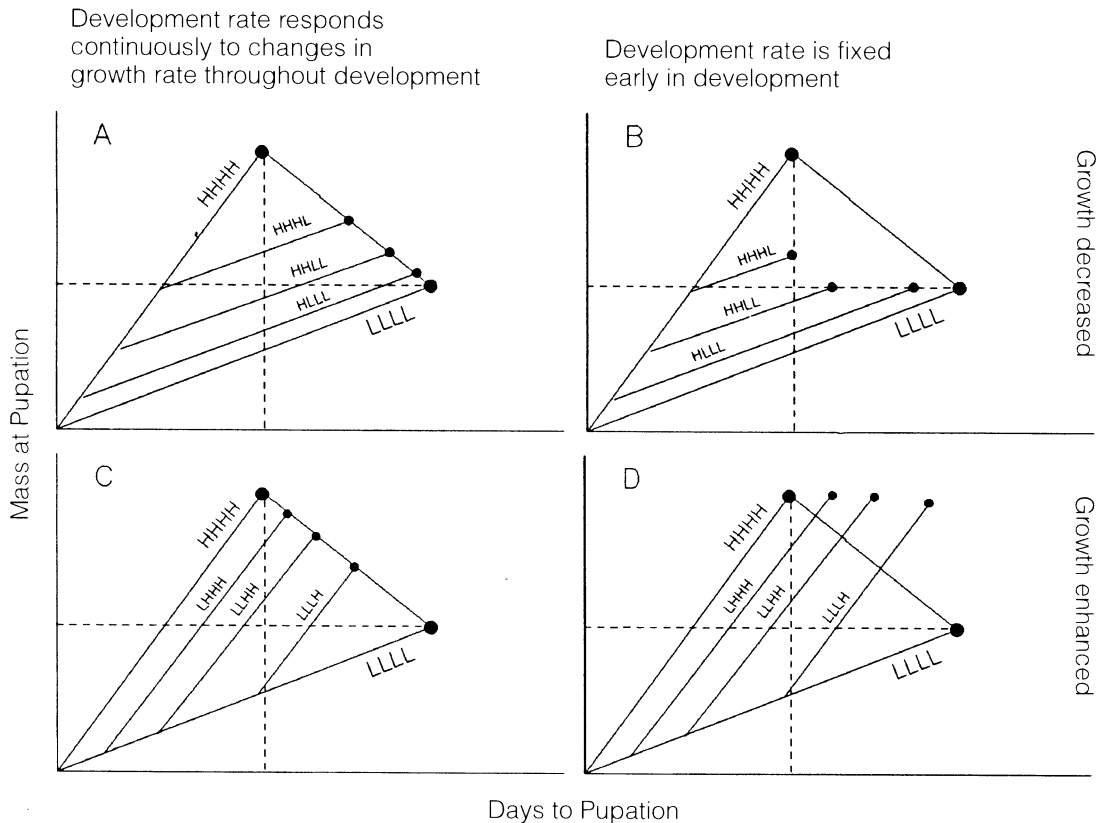 Development rate responds
continuously to changes in
growth rate throughout development
Development rate is fixed
early in development
A
HHHH
HHHL
HHLL
HLLL
LLLL
B
HHHH
HHHL
HHLL
HLLL
LLLL
Growth decreased
Mass at Pupation
C
HHHH
LHHH
LLHH
LLLH
LLLL
D
HHHH
LHHH
LLHH
LLLH
LLLL
Growth enhanced
Days to Pupation